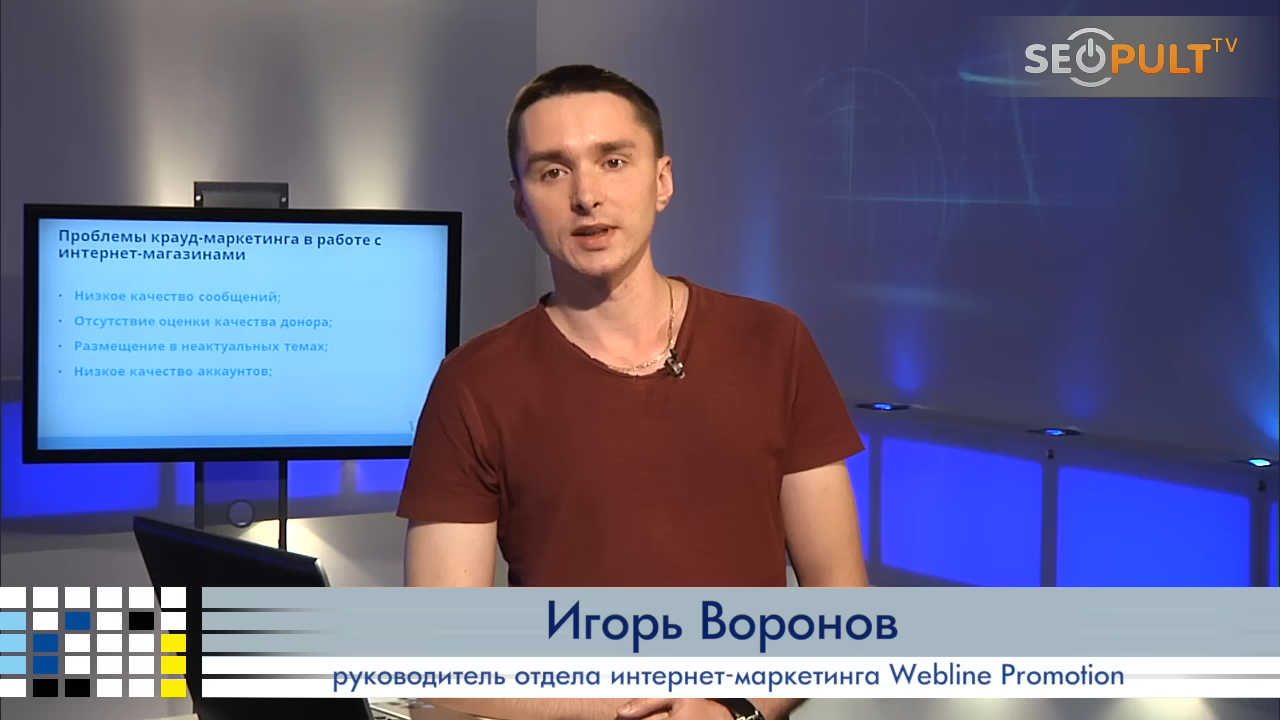 SEOPULT TV
Проблемы крауд-маркетинга в работе с
интернет-магазинами
• Низкое качество сообщений;
• Отсутствие оценки качества донора;
• Размещение в неактуальных темах;
• Низкое качество аккаунтов;
Игорь Воронов
руководитель отдела интернет-маркетинга Webline Promotion